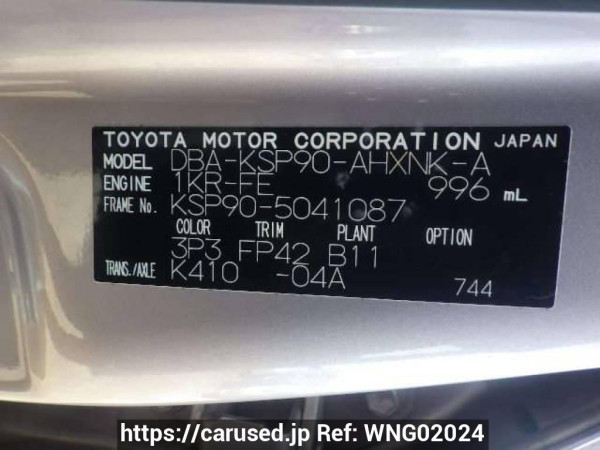 TOYOTA MOTOR CORPORATION JAPAN
MODEL DBA-KSP90-AHXNK-A
ENGINE 1KR-FE 996 mL
FRAME No. KSP90-5041087
COLOR TRIM PLANT OPTION
3P3 FP42 B11
TRANS./AXLE K410 -04A
744
https://carused.jp Ref: WNG02024